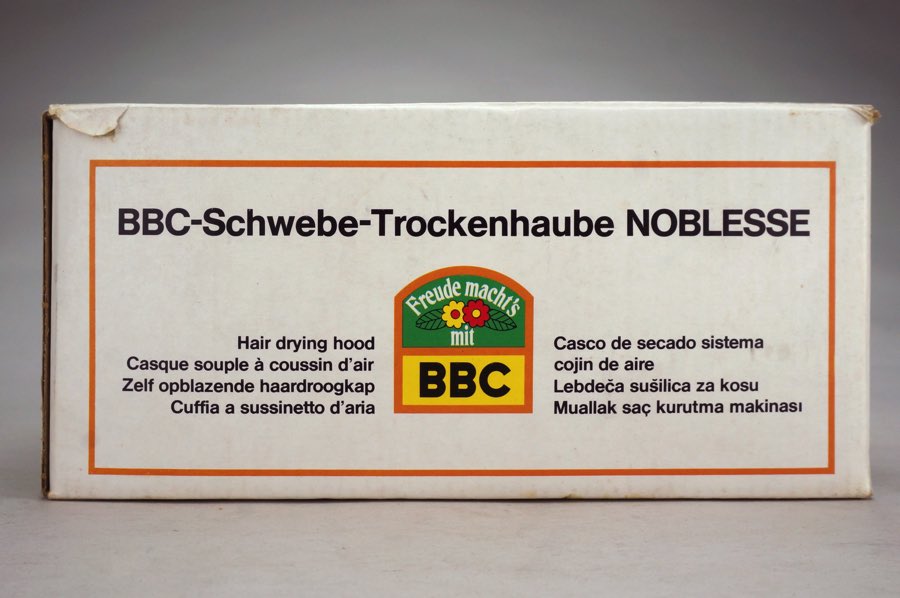 BBC-Schwebe-Trockenhaube NOBLESSE
Freude macht's
mit
BBC
Hair drying hood
Casque souple à coussin d'air
Zelf opblazende haardroogkap
Cuffia a sussinetto d'aria
Casco de secado sistema
cojin de aire
Lebdeča sušilica za kosu
Muallak saç kurutma makinası